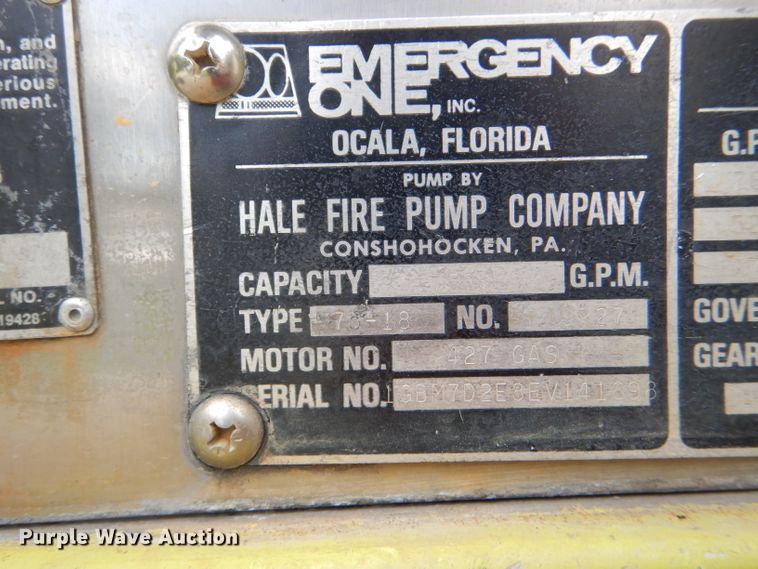 n, and
erating
erious
ment.
L NO.
19428
EMERGENCY
ONE, INC.
OCALA, FLORIDA
PUMP BY
HALE FIRE PUMP COMPANY
CONSHOHOCKEN, PA.
CAPACITY G.P.M.
TYPE NO.
MOTOR NO. 427 GAS
SERIAL NO.
G.P
GOVE
GEAR
Purple Wave Auction